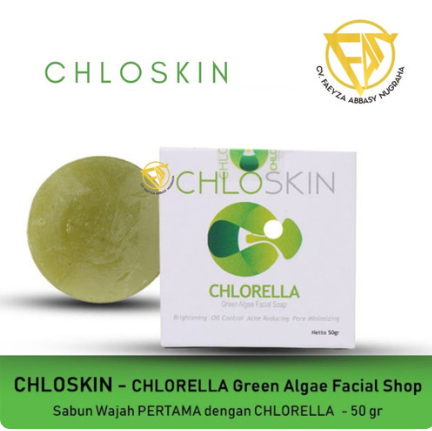 CHLOSKIN
CV. FAEYZA ABBASY NUGRAHA
CHLORELLA
CHLOSKIN
CHLORELLA
Green Algae Facial Soap
Brightening Oil Control Acne Reducing Pore Minimizing
Netto 50gr
CHLOSKIN - CHLORELLA Green Algae Facial Shop
Sabun Wajah PERTAMA dengan CHLORELLA - 50 gr